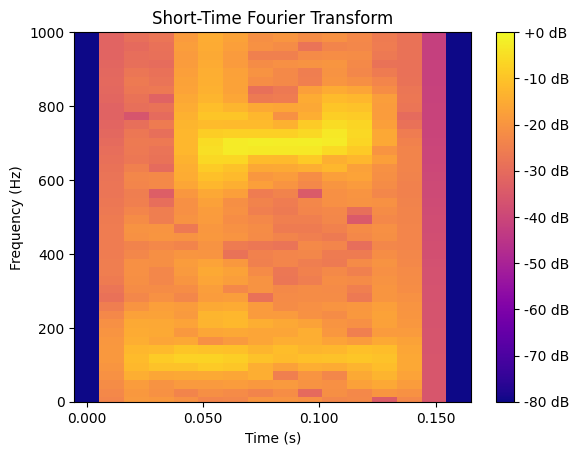 Short-Time Fourier Transform
Frequency (Hz)
1000
800
600
400
200
0
0.000
0.050
0.100
0.150
Time (s)
+0 dB
-10 dB
-20 dB
-30 dB
-40 dB
-50 dB
-60 dB
-70 dB
-80 dB